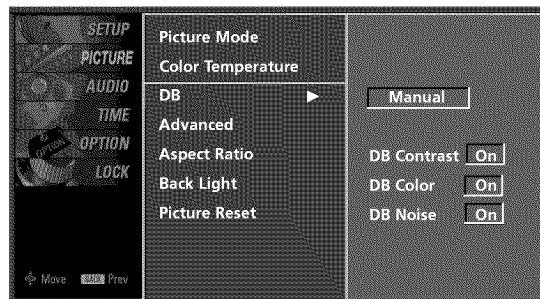 SETUP
PICTURE
AUDIO
TIME
OPTION
LOCK
Move BACK Prev
Picture Mode
Color Temperature
DB
Advanced
Aspect Ratio
Back Light
Picture Reset
Manual
DB Contrast On
DB Color On
DB Noise On